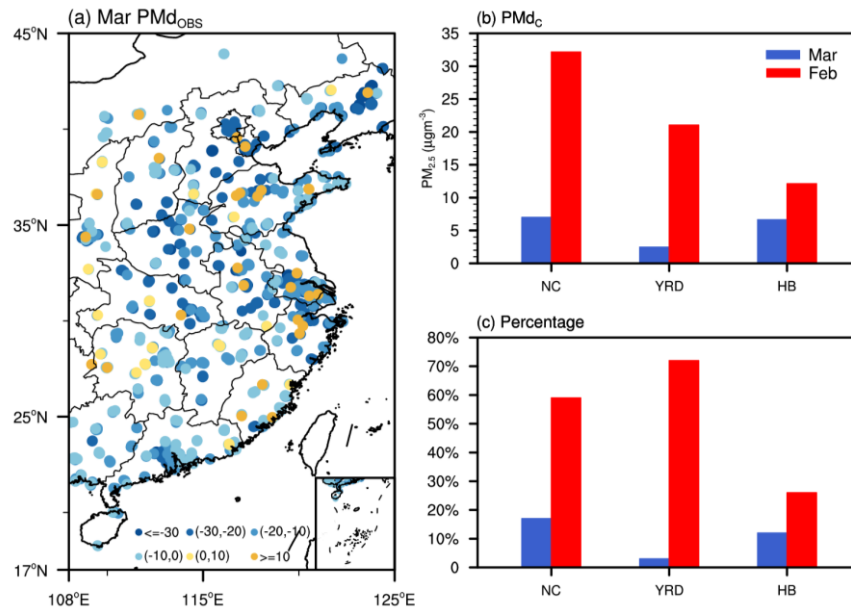 (a) Mar PMd_OBS
45°N
35°N
25°N
17°N
108°E
115°E
125°E
<=-30 (-30,-20) (-20,-10)
(-10,0) (0,10) >=10
(b) PMd_C
Mar
Feb
PM₂.₅ (µgm⁻³)
35
30
25
20
15
10
5
0
NC YRD HB
(c) Percentage
80%
70%
60%
50%
40%
30%
20%
10%
0
NC YRD HB